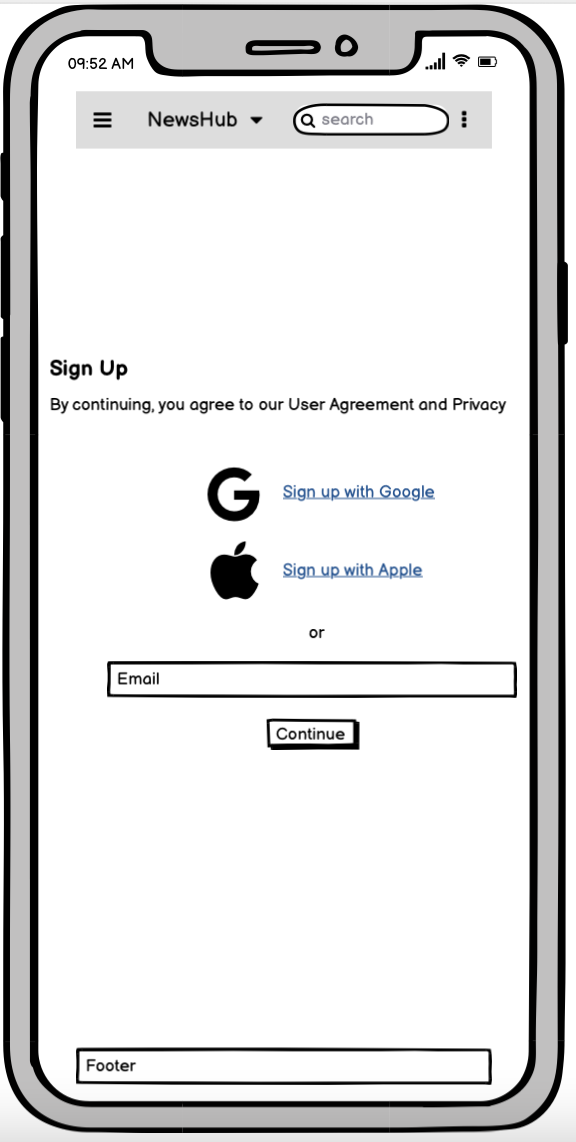 09:52 AM
NewsHub search
Sign Up
By continuing, you agree to our User Agreement and Privacy
Sign up with Google
Sign up with Apple
or
Email
Continue
Footer